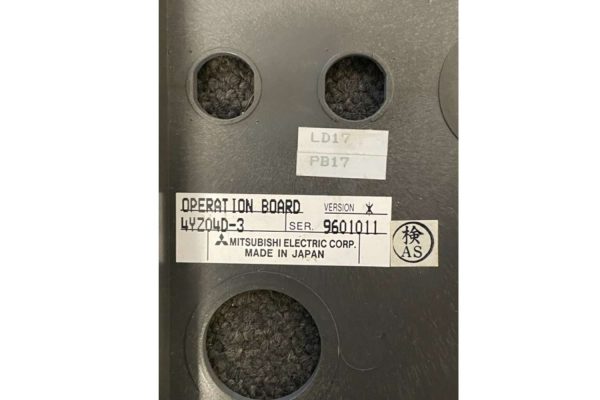 LD17
PB17
OPERATION BOARD VERSION ⚹
4YZ04D-3 SER. 9601011
MITSUBISHI ELECTRIC CORP.
MADE IN JAPAN
検
AS